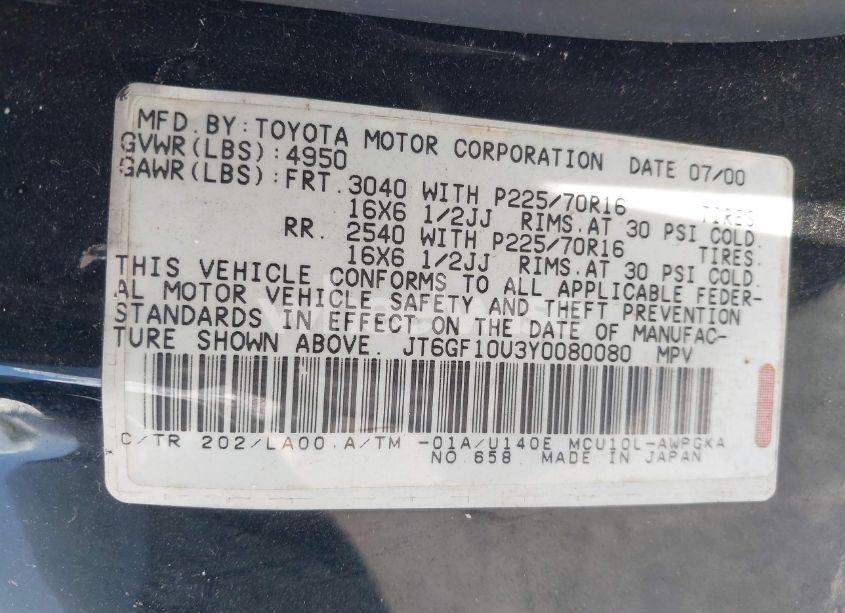 MFD.BY:TOYOTA MOTOR CORPORATION DATE 07/00
GVWR(LBS):4950
GAWR(LBS):FRT.3040 WITH P225/70R16 TIRES
16X6 1/2JJ RIMS.AT 30 PSI COLD.
RR. 2540 WITH P225/70R16 TIRES.
16X6 1/2JJ RIMS.AT 30 PSI COLD.
THIS VEHICLE CONFORMS TO ALL APPLICABLE FEDER-
AL MOTOR VEHICLE SAFETY AND THEFT PREVENTION
STANDARDS IN EFFECT ON THE DATE OF MANUFAC-
TURE SHOWN ABOVE. JT6GF10U3Y0080080 MPV
C/TR 202/LA00.A/TM -01A/U140E MCU10L-AWPGKA
NO.658 MADE IN JAPAN